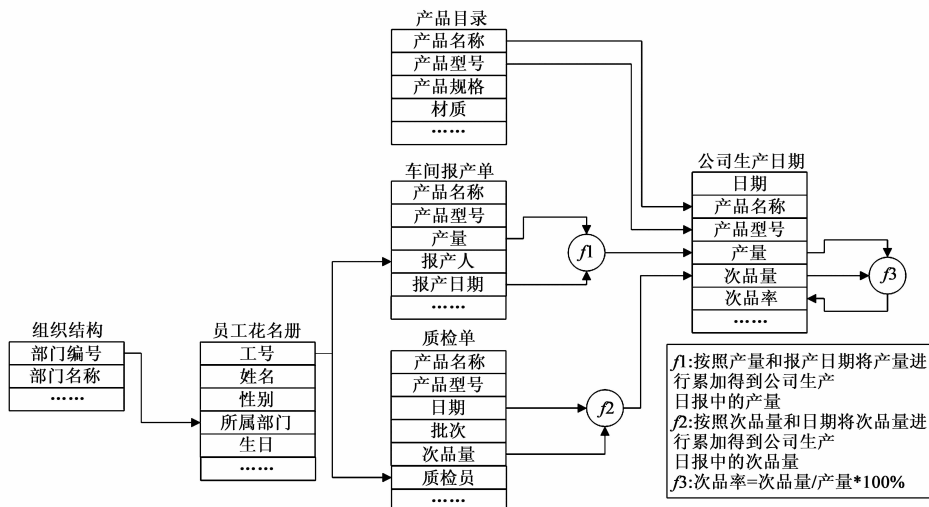 产品目录
产品名称
产品型号
产品规格
材质
……
车间报产单
产品名称
产品型号
产量
报产人
报产日期
……
f1
公司生产日期
日期
产品名称
产品型号
产量
次品量
次品率
……
f3
组织结构
部门编号
部门名称
……
员工花名册
工号
姓名
性别
所属部门
生日
……
质检单
产品名称
产品型号
日期
批次
次品量
质检员
……
f2
f1:按照产量和报产日期将产量进
行累加得到公司生产
日报中的产量
f2:按照次品量和日期将次品量进
行累加得到公司生产
日报中的次品量
f3:次品率=次品量/产量*100%